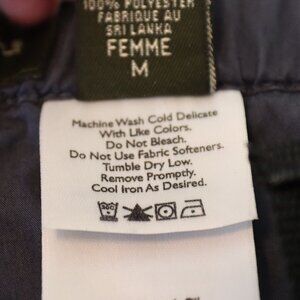 100% POLYESTER
FABRIQUE AU
SRI LANKA
FEMME
M
Machine Wash Cold Delicate
With Like Colors.
Do Not Bleach.
Do Not Use Fabric Softeners.
Tumble Dry Low.
Remove Promptly.
Cool Iron As Desired.